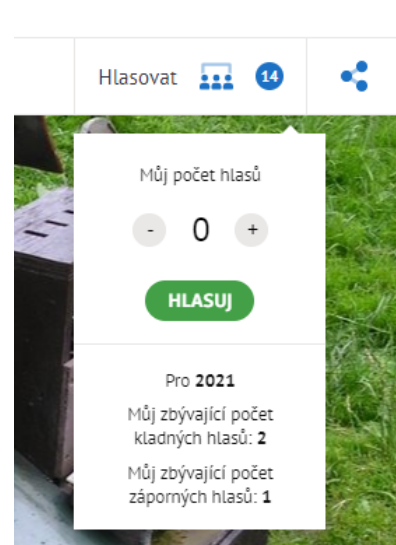 Hlasovat 14
Můj počet hlasů
- 0 +
HLASUJ
Pro 2021
Můj zbývající počet
kladných hlasů: 2
Můj zbývající počet
záporných hlasů: 1